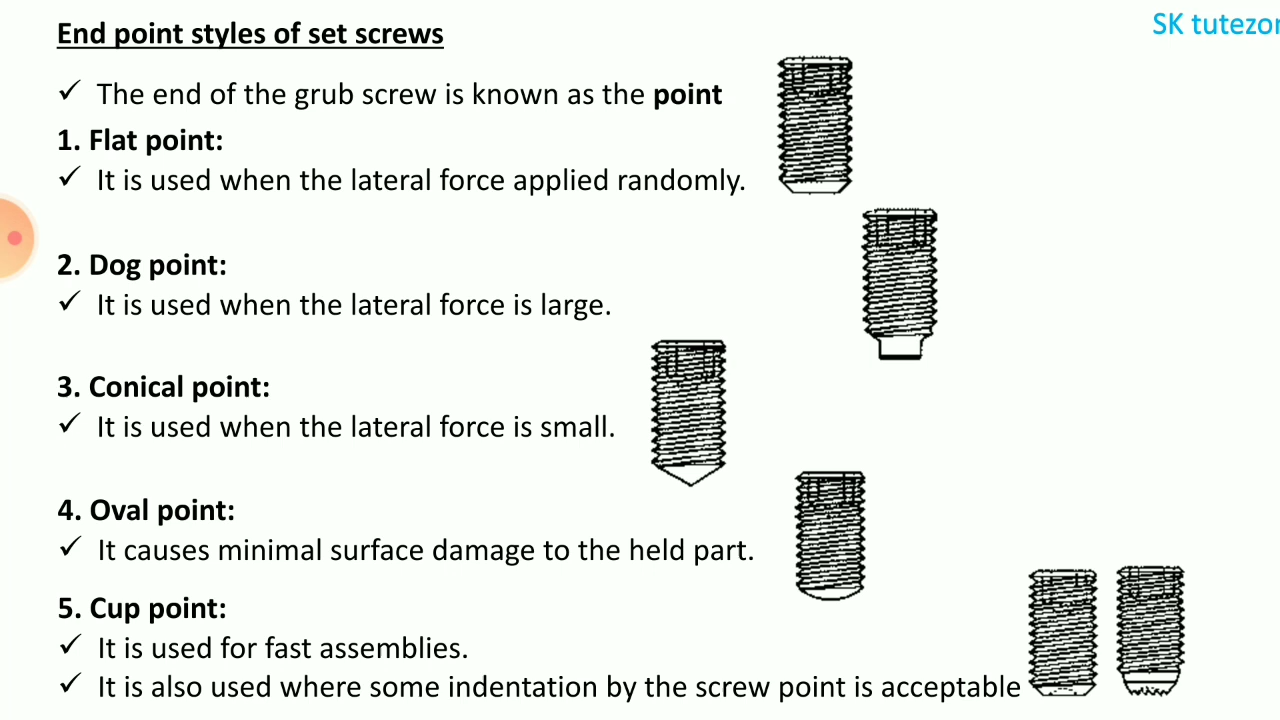 End point styles of set screws
SK tutezon
✓ The end of the grub screw is known as the point
1. Flat point:
✓ It is used when the lateral force applied randomly.
2. Dog point:
✓ It is used when the lateral force is large.
3. Conical point:
✓ It is used when the lateral force is small.
4. Oval point:
✓ It causes minimal surface damage to the held part.
5. Cup point:
✓ It is used for fast assemblies.
✓ It is also used where some indentation by the screw point is acceptable